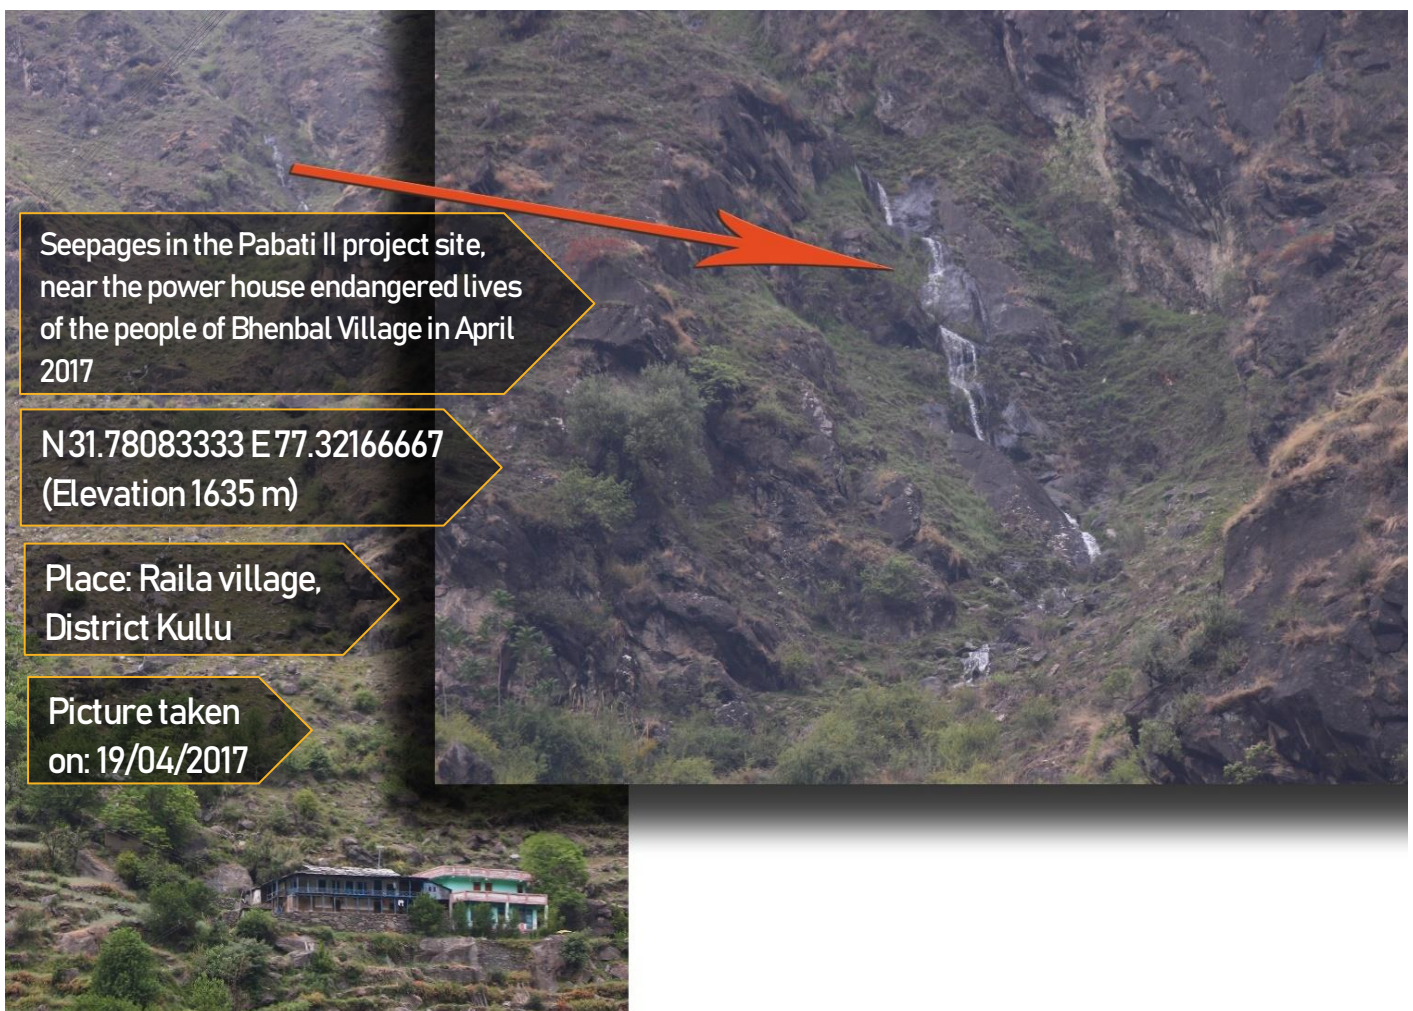 Seepages in the Pabati II project site,
near the power house endangered lives
of the people of Bhenbal Village in April
2017
N 31.78083333 E 77.32166667
(Elevation 1635 m)
Place: Raila village,
District Kullu
Picture taken
on: 19/04/2017